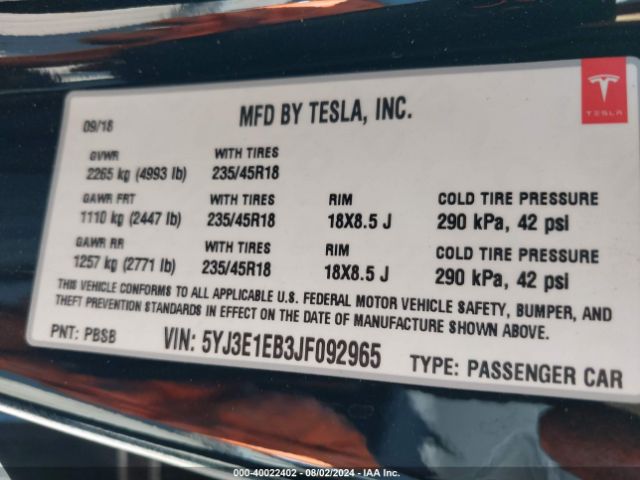 09/18
MFD BY TESLA, INC.
TESLA
GVWR
2265 kg (4993 lb)
WITH TIRES
235/45R18
GAWR FRT
1110 kg (2447 lb)
WITH TIRES
235/45R18
RIM
18X8.5 J
COLD TIRE PRESSURE
290 kPa, 42 psi
GAWR RR
1257 kg (2771 lb)
WITH TIRES
235/45R18
RIM
18X8.5 J
COLD TIRE PRESSURE
290 kPa, 42 psi
THIS VEHICLE CONFORMS TO ALL APPLICABLE U.S. FEDERAL MOTOR VEHICLE SAFETY, BUMPER, AND
THEFT PREVENTION STANDARDS IN EFFECT ON THE DATE OF MANUFACTURE SHOWN ABOVE.
PNT: PBSB
VIN: 5YJ3E1EB3JF092965
TYPE: PASSENGER CAR
000-40022402 - 08/02/2024 - IAA Inc.